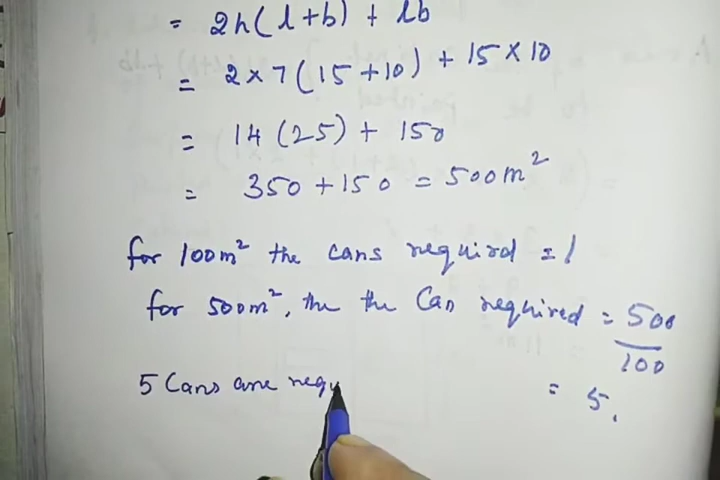 = 2h(l+b) + lb
= 2×7(15+10) + 15×10
= 14(25) + 150
= 350+150 = 500m²
for 100m² the cans required = 1
for 500m², the the Can required = 500/100
= 5.
5 Cans are requ